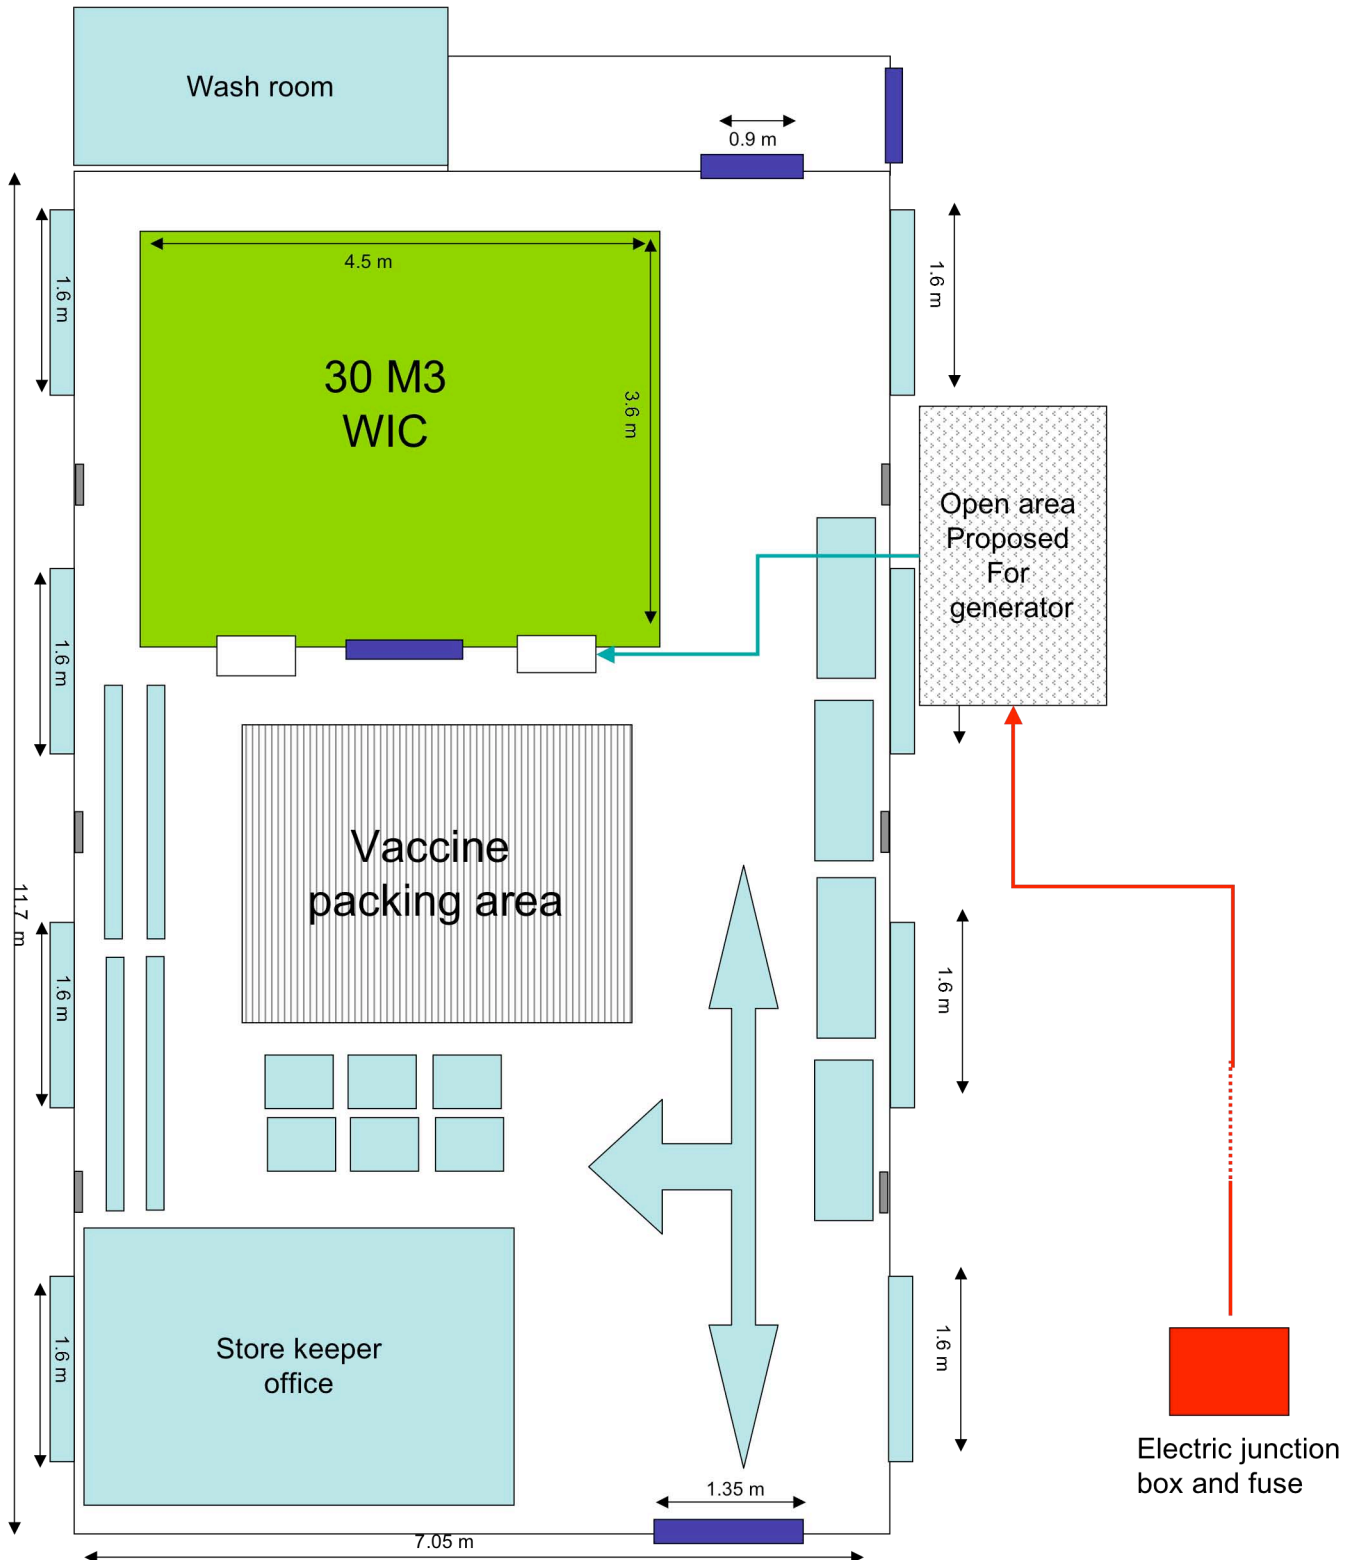 Wash room
0.9 m
4.5 m
1.6 m
1.6 m
30 M3
WIC
3.6 m
Open area
Proposed
For
generator
1.6 m
Vaccine
packing area
11.7 m
1.6 m
1.6 m
Store keeper
office
1.6 m
1.6 m
Electric junction
box and fuse
1.35 m
7.05 m